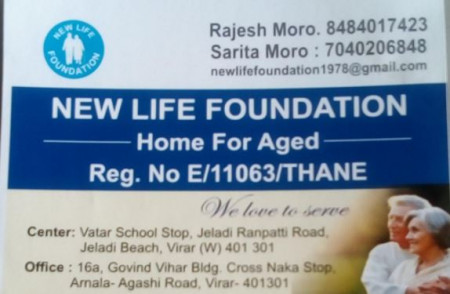 NEW LIFE
FOUNDATION
Rajesh Moro. 8484017423
Sarita Moro : 7040206848
newlifefoundation1978@gmail.com
NEW LIFE FOUNDATION
Home For Aged
Reg. No E/11063/THANE
We love to serve
Center: Vatar School Stop, Jeladi Ranpatti Road,
Jeladi Beach, Virar (W) 401 301
Office : 16a, Govind Vihar Bldg. Cross Naka Stop,
Arnala- Agashi Road, Virar- 401301